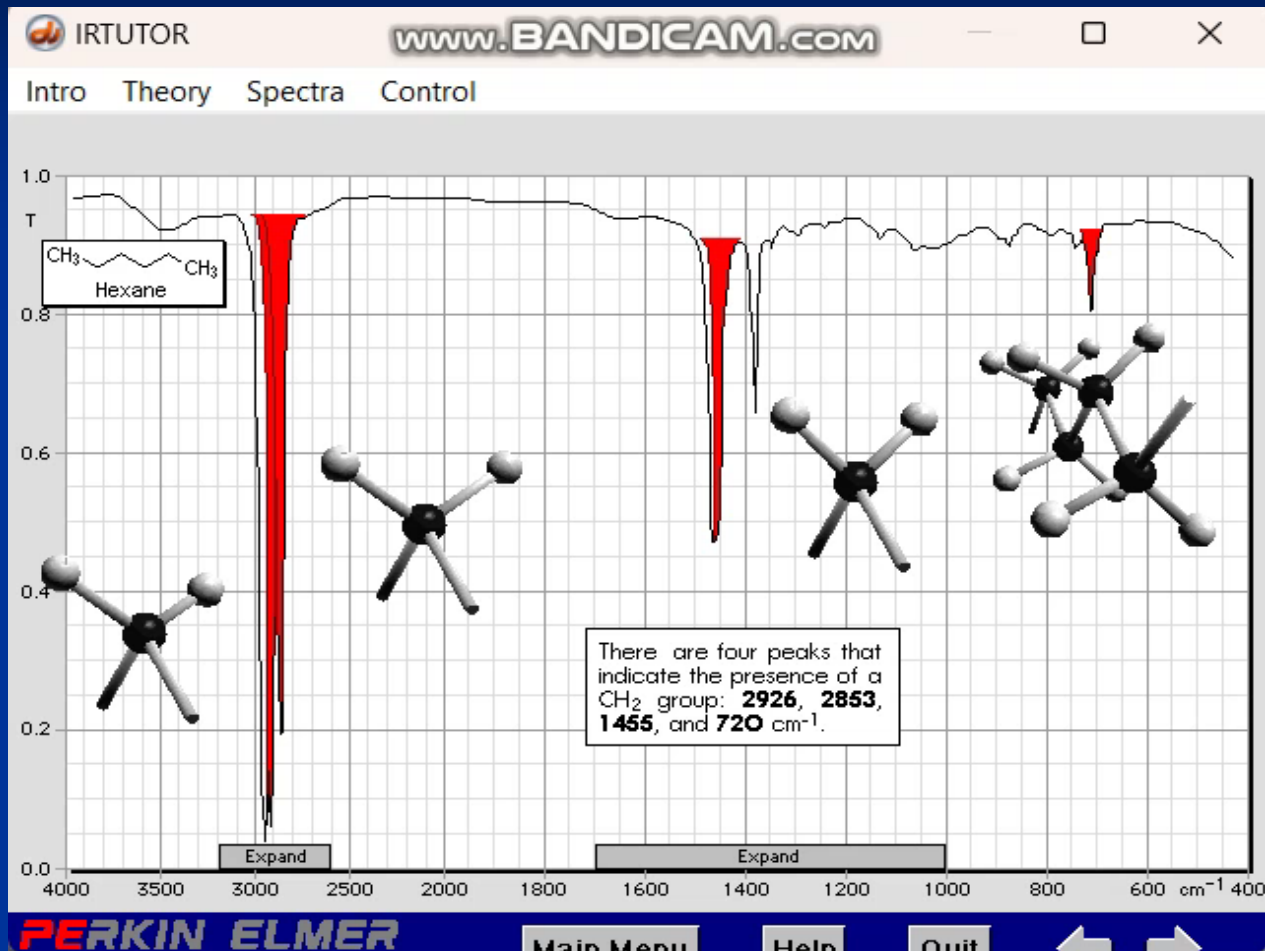 IRTUTOR
www.BANDICAM.com
Intro Theory Spectra Control
1.0
T
CH3 CH3
Hexane
0.8
0.6
0.4
There are four peaks that
indicate the presence of a
CH2 group: 2926, 2853,
1455, and 720 cm-1.
0.2
Expand Expand
0.0
4000 3500 3000 2500 2000 1800 1600 1400 1200 1000 800 600 cm-1 400
PERKIN ELMER Main Menu Help Quit